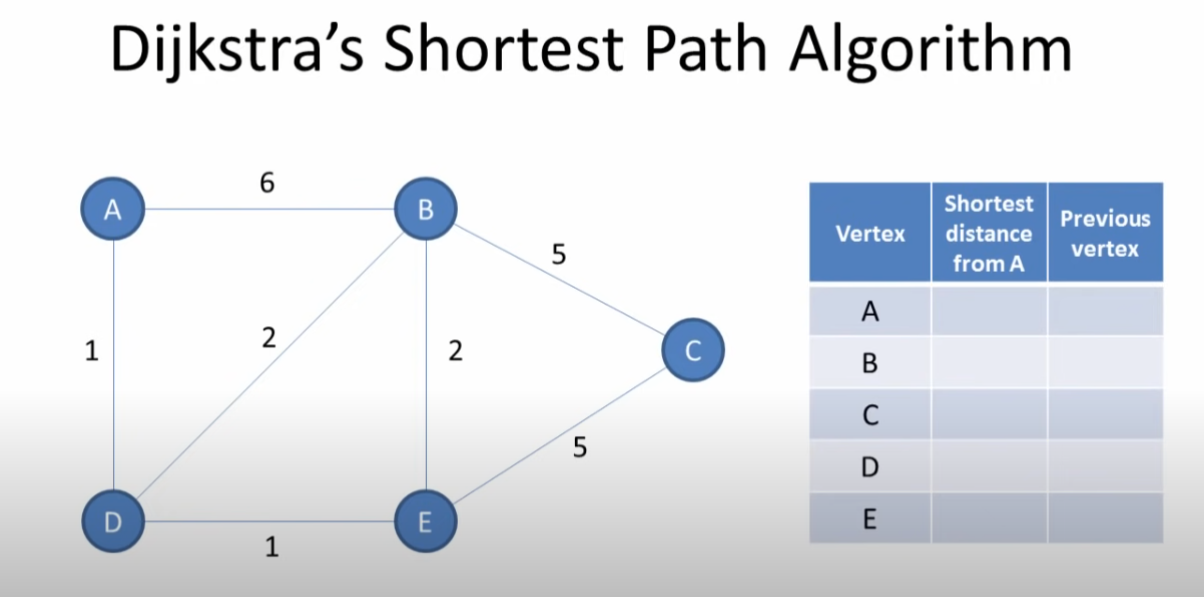 Dijkstra's Shortest Path Algorithm
A
6
B
5
1
2
2
C
5
D
1
E
Vertex
Shortest
distance
from A
Previous
vertex
A
B
C
D
E